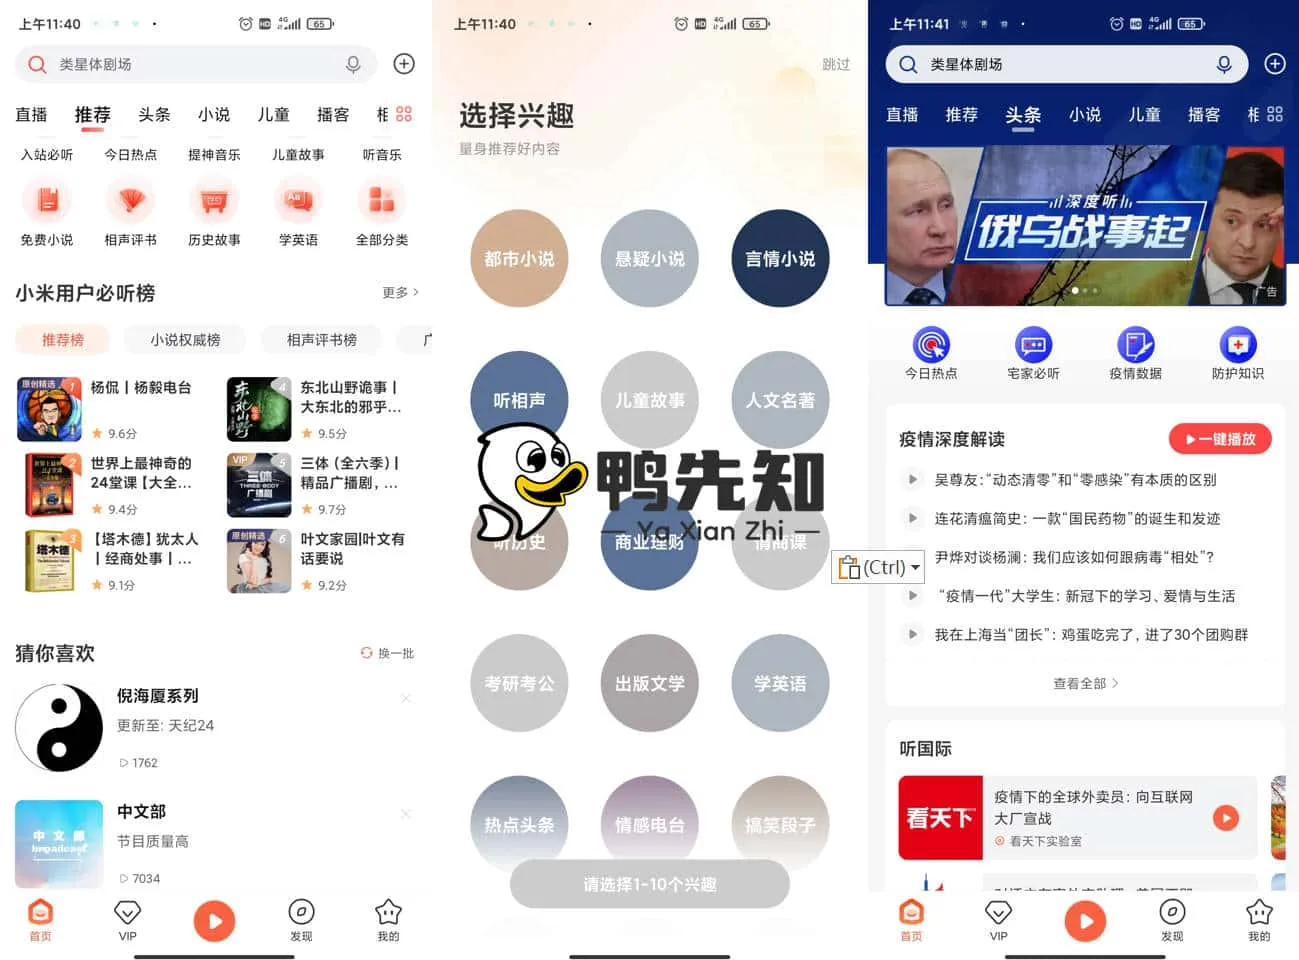 上午11:40
HD
4G
65
类星体剧场
直播 推荐 头条 小说 儿童 播客
入站必听 今日热点 提神音乐 儿童故事 听音乐
免费小说 相声评书 历史故事 学英语 全部分类
小米用户必听榜
更多
推荐榜 小说权威榜 相声评书榜
原创精选 1
杨侃丨杨毅电台
9.6分
4
东北山野
东北山野诡事丨大东北的邪乎...
9.5分
2
世界上最神奇的24堂课【大全...
9.4分
VIP 5
三体
THREE-BODY
广播剧
三体 (全六季)丨精品广播剧，...
9.7分
3
塔木德
【塔木德】犹太人丨经商处事丨...
9.1分
原创精选 6
叶文家园|叶文有话要说
9.2分
猜你喜欢
换一批
倪海厦系列
更新至: 天纪24
1762
中文部
broadcast
中文部
节目质量高
7034
首页 VIP 发现 我的
上午11:40
HD
4G
65
跳过
选择兴趣
量身推荐好内容
都市小说 悬疑小说 言情小说
听相声 儿童故事 人文名著
鸭先知
Ya Xian Zhi
听历史 商业理财 情商课
考研考公 出版文学 学英语
热点头条 情感电台 搞笑段子
请选择1-10个兴趣
(Ctrl)
上午11:41
HD
4G
65
类星体剧场
直播 推荐 头条 小说 儿童 播客
深度听
俄乌战事起
广告
今日热点 宅家必听 疫情数据 防护知识
疫情深度解读
一键播放
吴尊友:“动态清零”和“零感染”有本质的区别
连花清瘟简史: 一款“国民药物”的诞生和发迹
尹烨对谈杨澜: 我们应该如何跟病毒“相处”?
“疫情一代”大学生: 新冠下的学习、爱情与生活
我在上海当“团长”: 鸡蛋吃完了, 进了30个团购群
查看全部
听国际
看天下
疫情下的全球外卖员: 向互联网大厂宣战
看天下实验室
首页 VIP 发现 我的